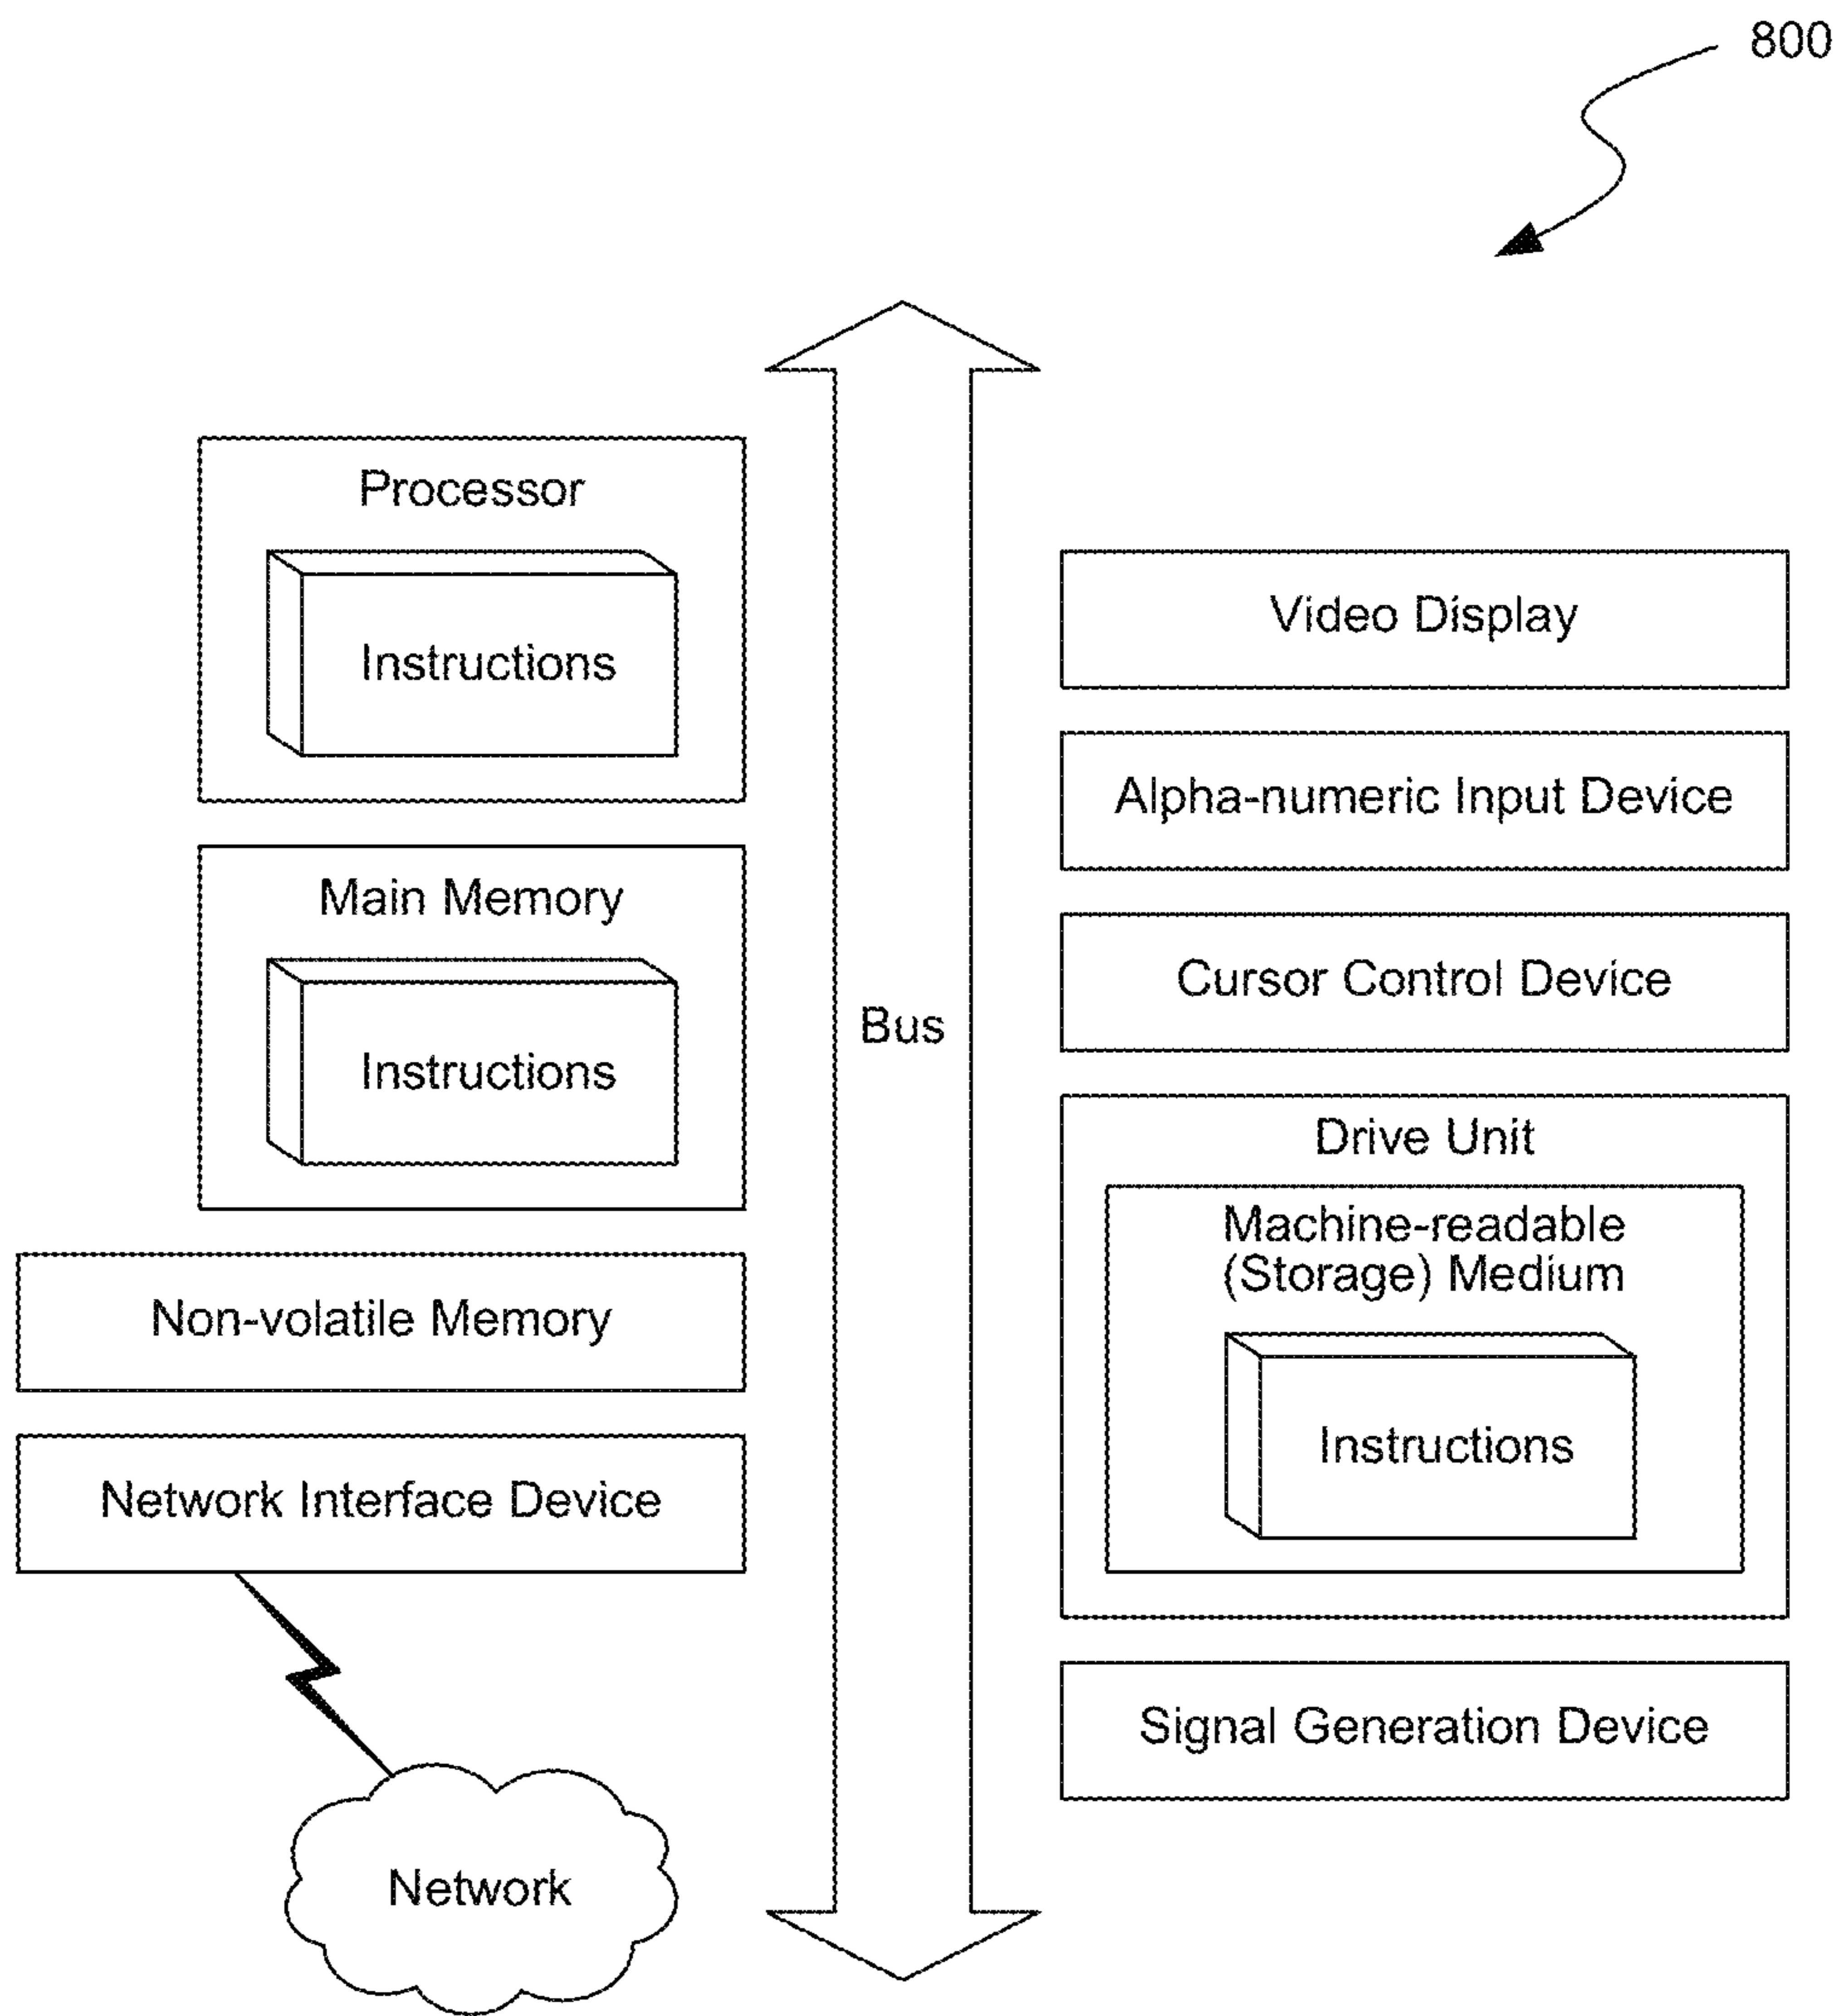 800
Processor
Instructions
Main Memory
Instructions
Non-volatile Memory
Network Interface Device
Network
Bus
Video Display
Alpha-numeric Input Device
Cursor Control Device
Drive Unit
Machine-readable
(Storage) Medium
Instructions
Signal Generation Device